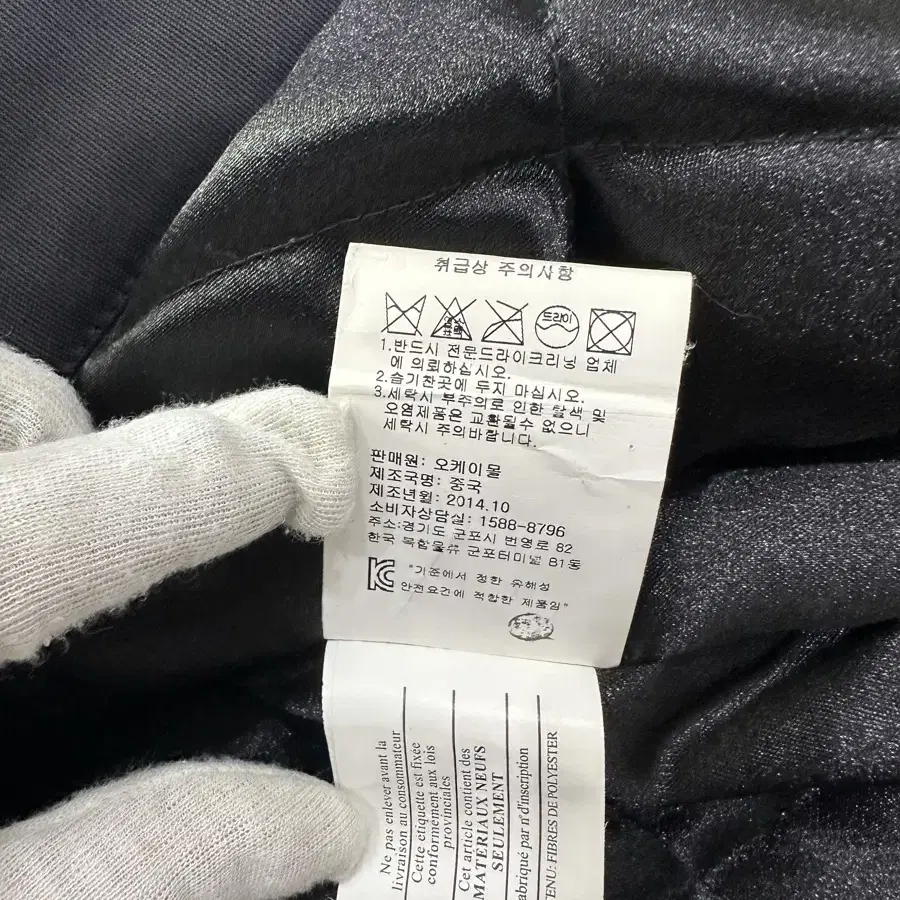 취급상 주의사항
드라이
1.반드시 전문드라이크리닝 업체
에 의뢰하십시오.
2.습기찬곳에 두지 마십시오.
3.세탁시 부주의로 인한 탈색 및
오염제품은 교환될수 없으니
세탁시 주의바랍니다.
판매원: 오케이몰
제조국명: 중국
제조년월: 2014.10
소비자상담실: 1588-8796
주소:경기도 군포시 번영로 82
한국 복합물류 군포터미널 B1동
"기준에서 정한 유해성
안전요건에 적합한 제품임"
Ne pas enlever avant la
livraison au consommateur
Cette étiquette est fixée
conformément aux lois
provinciales
Cet article contient des
MATERIAUX NEUFS
SEULEMENT
abriqué par n° d'inscription
TENU: FIBRES DE POLYESTER